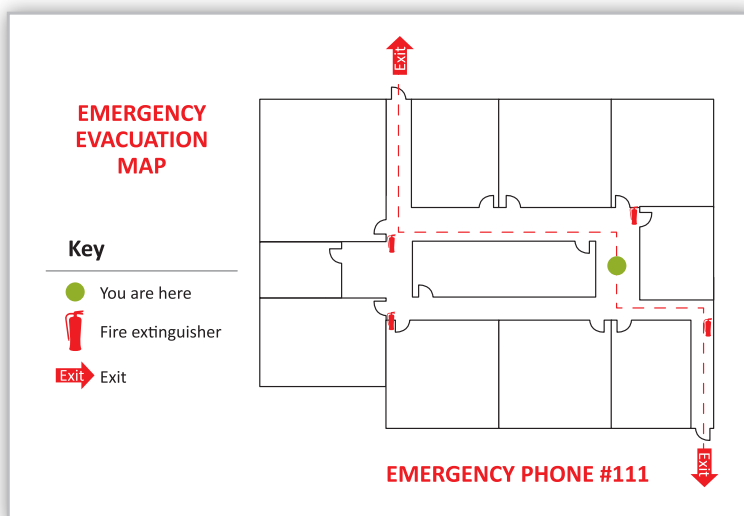 Exit
EMERGENCY
EVACUATION
MAP
Key
You are here
Fire extinguisher
Exit Exit
EMERGENCY PHONE #111
Exit